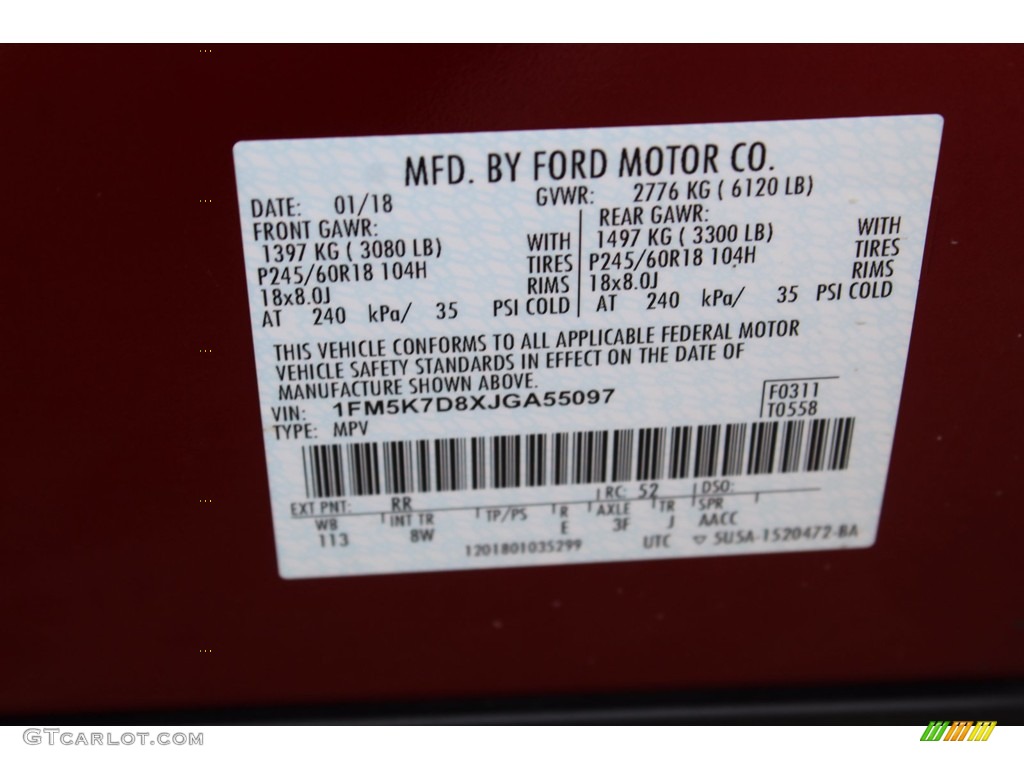 MFD. BY FORD MOTOR CO.
DATE: 01/18 GVWR: 2776 KG ( 6120 LB)
FRONT GAWR: REAR GAWR:
1397 KG ( 3080 LB) WITH 1497 KG ( 3300 LB) WITH
P245/60R18 104H TIRES P245/60R18 104H TIRES
18x8.0J RIMS 18x8.0J RIMS
AT 240 kPa/ 35 PSI COLD AT 240 kPa/ 35 PSI COLD
THIS VEHICLE CONFORMS TO ALL APPLICABLE FEDERAL MOTOR
VEHICLE SAFETY STANDARDS IN EFFECT ON THE DATE OF
MANUFACTURE SHOWN ABOVE.
VIN: 1FM5K7D8XJGA55097 F0311
TYPE: MPV T0558
EXT PNT: RR RC: 52 DSO:
WB INT TR TP/PS R AXLE TR SPR
113 8W E 3F J AACC
1201801035299 UTC 5U5A-1520472-BA
GTCARLOT.COM